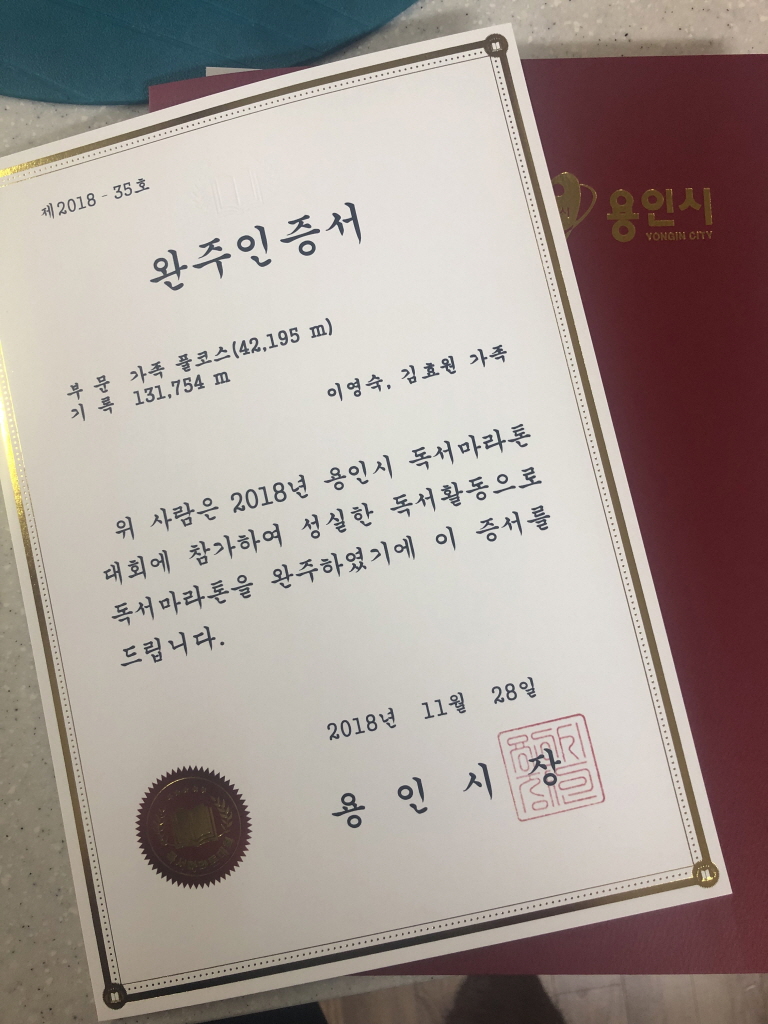 제2018 - 35호
용인시
YONGIN CITY
완주인증서
부 문 가족 풀코스(42,195 m)
기 록 131,754 m
이영숙, 김효원 가족
위 사람은 2018년 용인시 독서마라톤
대회에 참가하여 성실한 독서활동으로
독서마라톤을 완주하였기에 이 증서를
드립니다.
2018년 11월 28일
용 인 시 장